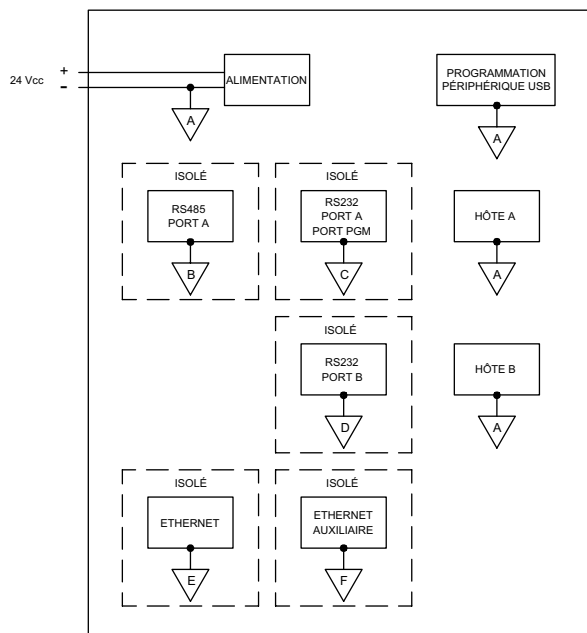 24 Vcc
+
-
ALIMENTATION
A
PROGRAMMATION
PÉRIPHÉRIQUE USB
A
ISOLÉ
RS485
PORT A
B
ISOLÉ
RS232
PORT A
PORT PGM
C
HÔTE A
A
ISOLÉ
RS232
PORT B
D
HÔTE B
A
ISOLÉ
ETHERNET
E
ISOLÉ
ETHERNET
AUXILIAIRE
F